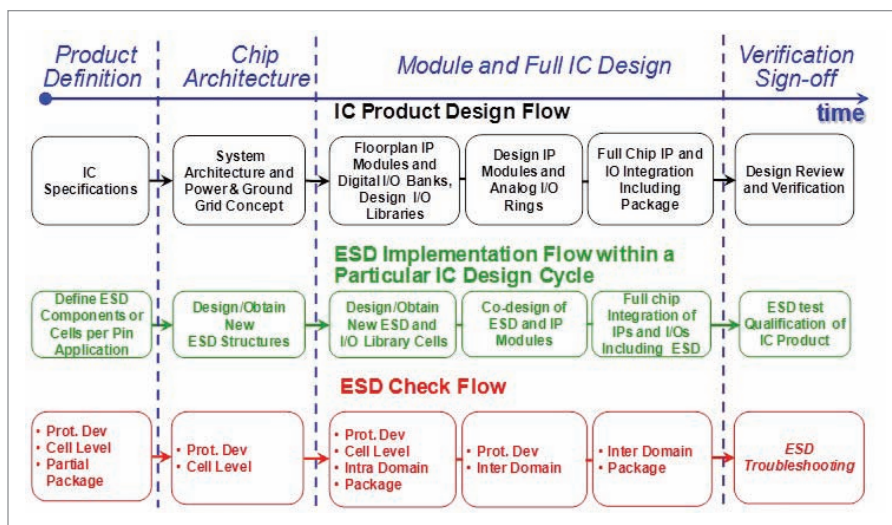 Product
Definition
Chip
Architecture
Module and Full IC Design
Verification
Sign-off
time
IC Product Design Flow
IC
Specifications
System
Architecture and
Power & Ground
Grid Concept
Floorplan IP
Modules and
Digital I/O Banks,
Design I/O
Libraries
Design IP
Modules and
Analog I/O
Rings
Full Chip IP and
IO Integration
Including
Package
Design Review
and Verification
ESD Implementation Flow within a
Particular IC Design Cycle
Define ESD
Components or
Cells per Pin
Application
Design/Obtain
New
ESD Structures
Design/Obtain
New ESD and
I/O Library Cells
Co-design of
ESD and IP
Modules
Full chip
Integration of
IPs and I/Os
Including ESD
ESD test
Qualification of
IC Product
ESD Check Flow
• Prot. Dev
• Cell Level
• Partial
Package
• Prot. Dev
• Cell Level
• Prot. Dev
• Cell Level
• Intra Domain
• Package
• Prot. Dev
• Inter Domain
• Inter Domain
• Package
ESD
Troubleshooting